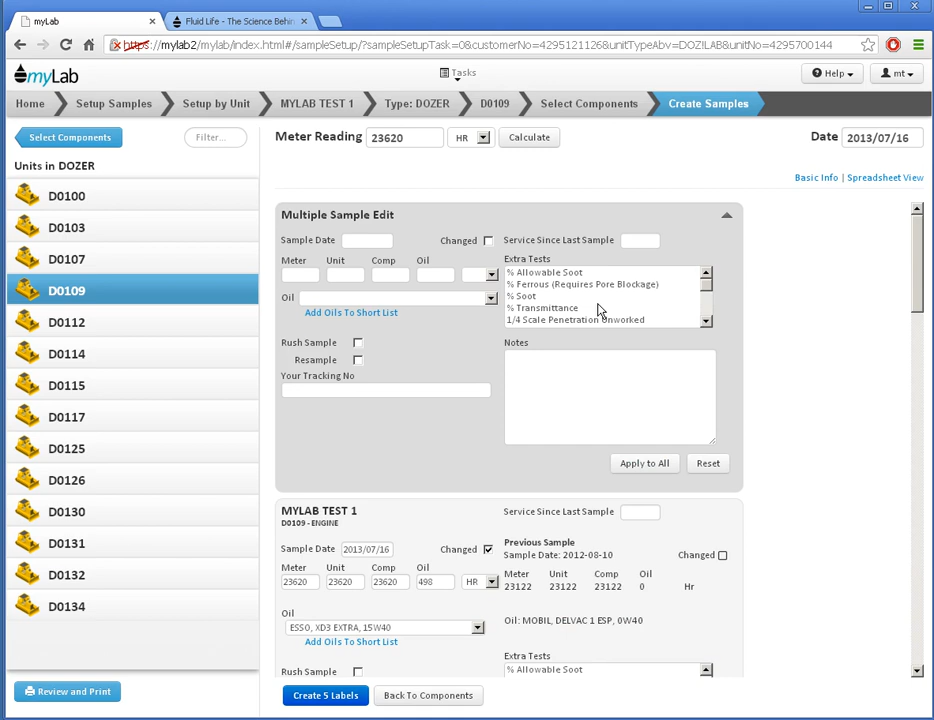 myLab
Fluid Life - The Science Behin
https://mylab2/mylab/index.html#/sampleSetup/?sampleSetupTask=0&customerNo=4295121126&unitTypeAbv=DOZ!LAB&unitNo=4295700144
myLab
Tasks
Help
mt
Home
Setup Samples
Setup by Unit
MYLAB TEST 1
Type: DOZER
D0109
Select Components
Create Samples
Select Components
Filter...
Meter Reading 23620 HR Calculate
Date 2013/07/16
Units in DOZER
Basic Info | Spreadsheet View
D0100
D0103
D0107
D0109
D0112
D0114
D0115
D0117
D0125
D0126
D0130
D0131
D0132
D0134
Review and Print
Multiple Sample Edit
Sample Date
Changed
Service Since Last Sample
Meter Unit Comp Oil
Extra Tests
% Allowable Soot
% Ferrous (Requires Pore Blockage)
% Soot
% Transmittance
1/4 Scale Penetration Unworked
Oil
Add Oils To Short List
Rush Sample
Resample
Your Tracking No
Notes
Apply to All
Reset
MYLAB TEST 1
D0109 - ENGINE
Service Since Last Sample
Sample Date 2013/07/16
Changed
Previous Sample
Sample Date: 2012-08-10
Changed
Meter Unit Comp Oil
23620 23620 23620 498 HR
Meter Unit Comp Oil
23122 23122 23122 0 Hr
Oil
ESSO, XD3 EXTRA, 15W40
Add Oils To Short List
Oil: MOBIL, DELVAC 1 ESP, 0W40
Rush Sample
Extra Tests
% Allowable Soot
Create 5 Labels
Back To Components